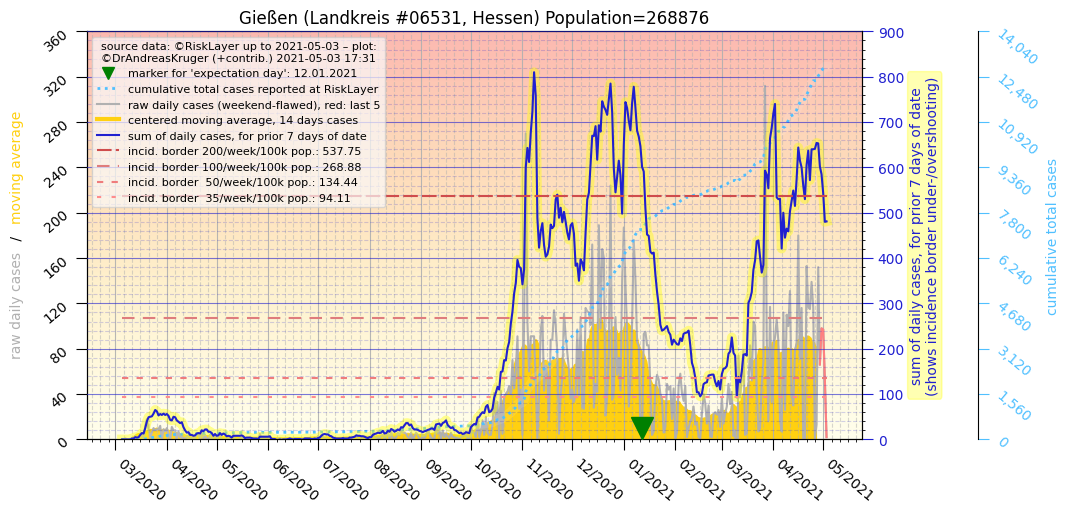 Gießen (Landkreis #06531, Hessen) Population=268876
source data: ©RiskLayer up to 2021-05-03 – plot:
©DrAndreasKruger (+contrib.) 2021-05-03 17:31
marker for 'expectation day': 12.01.2021
cumulative total cases reported at RiskLayer
raw daily cases (weekend-flawed), red: last 5
centered moving average, 14 days cases
sum of daily cases, for prior 7 days of date
incid. border 200/week/100k pop.: 537.75
incid. border 100/week/100k pop.: 268.88
incid. border  50/week/100k pop.: 134.44
incid. border  35/week/100k pop.: 94.11
raw daily cases / moving average
360
320
280
240
200
160
120
80
40
0
03/2020
04/2020
05/2020
06/2020
07/2020
08/2020
09/2020
10/2020
11/2020
12/2020
01/2021
02/2021
03/2021
04/2021
05/2021
900
800
700
600
500
400
300
200
100
0
sum of daily cases, for prior 7 days of date
(shows incidence border under-/overshooting)
14,040
12,480
10,920
9,360
7,800
6,240
4,680
3,120
1,560
0
cumulative total cases